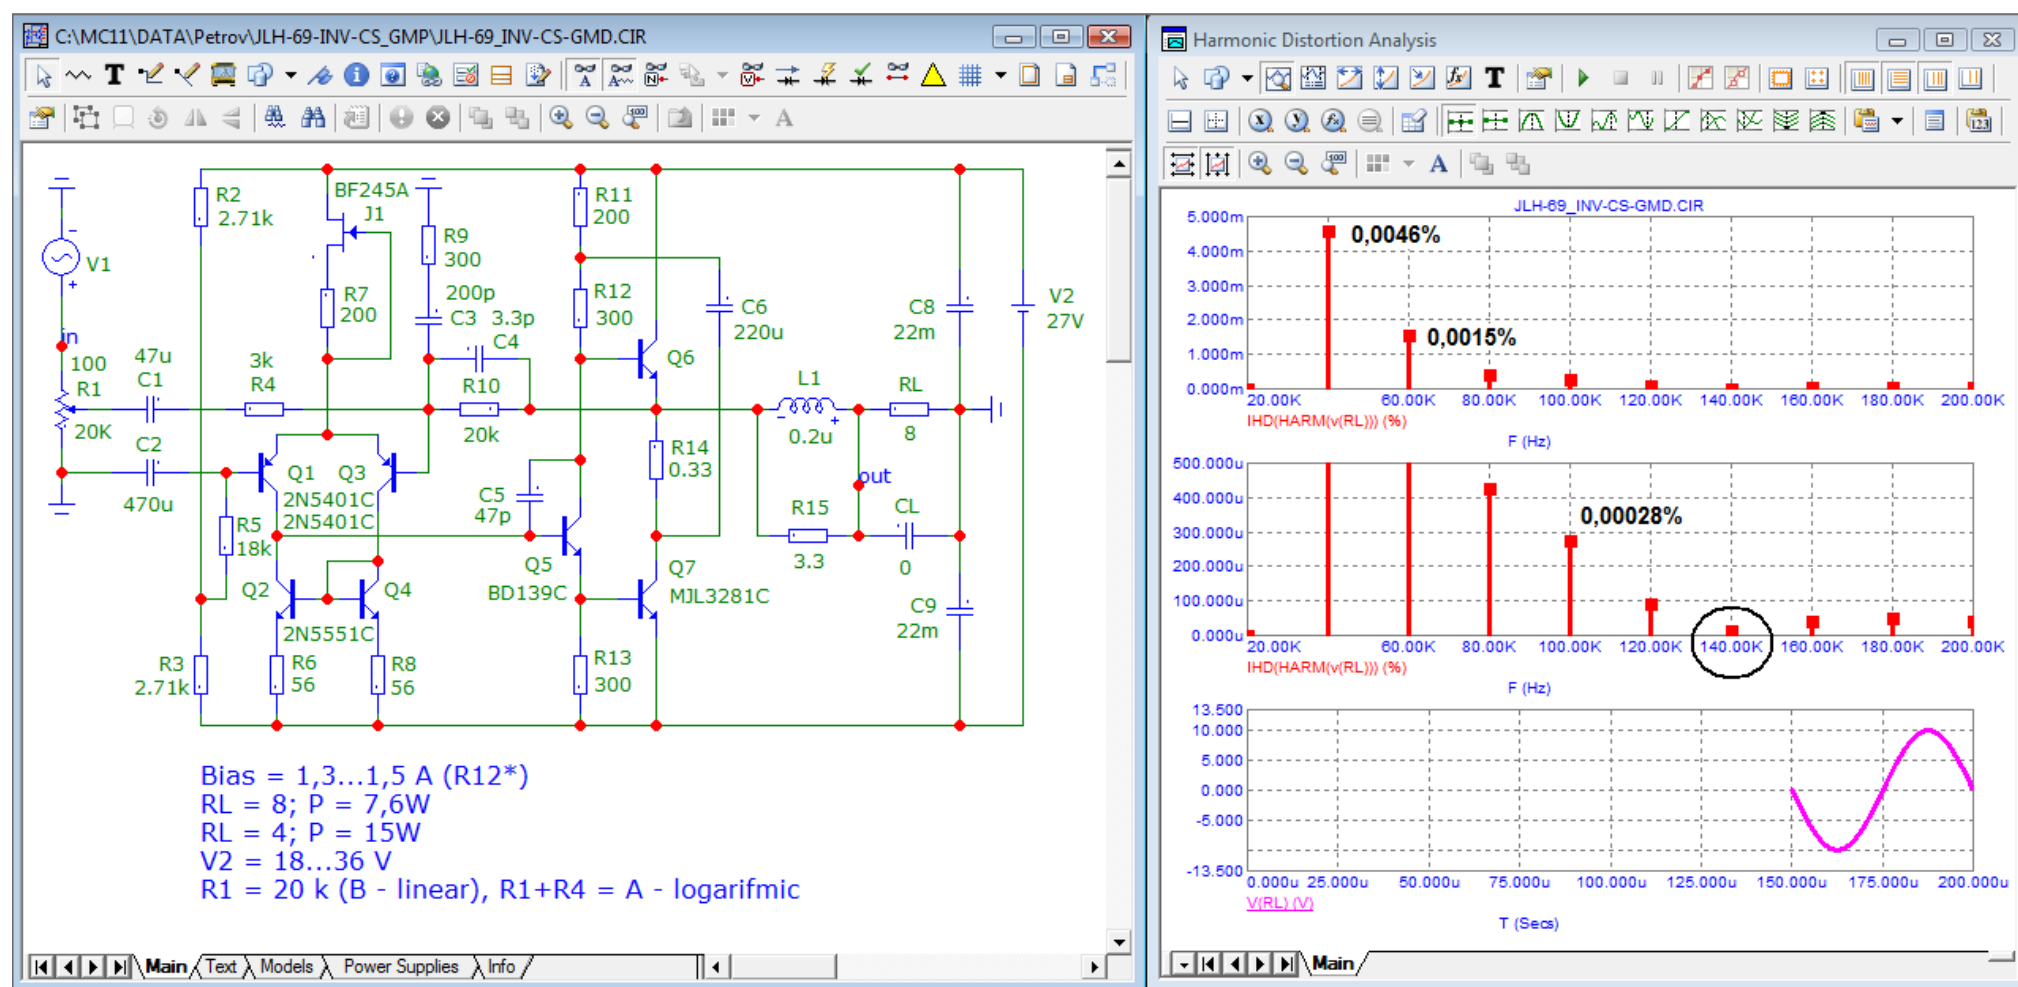 C:\MC11\DATA\Petrov\JLH-69-INV-CS_GMP\JLH-69_INV-CS-GMD.CIR
R2
2.71k
BF245A
J1
R9
300
R11
200
V1
R7
200
200p
C3
3.3p
C4
R12
300
C6
220u
C8
22m
V2
27V
in
100
R1
20K
47u
C1
3k
R4
R10
20k
Q6
L1
0.2u
RL
8
C2
470u
Q1
Q3
2N5401C
2N5401C
R14
0.33
out
C5
47p
R15
3.3
CL
0
R5
18k
Q2
Q4
2N5551C
Q5
BD139C
Q7
MJL3281C
C9
22m
R3
2.71k
R6
56
R8
56
R13
300
Bias = 1,3...1,5 A (R12*)
RL = 8; P = 7,6W
RL = 4; P = 15W
V2 = 18...36 V
R1 = 20 k (B - linear), R1+R4 = A - logarifmic
Main Text Models Power Supplies Info
Harmonic Distortion Analysis
JLH-69_INV-CS-GMD.CIR
5.000m
4.000m
3.000m
2.000m
1.000m
0.000m
0,0046%
0,0015%
20.00K 60.00K 80.00K 100.00K 120.00K 140.00K 160.00K 180.00K 200.00K
IHD(HARM(v(RL))) (%)
F (Hz)
500.000u
400.000u
300.000u
200.000u
100.000u
0.000u
0,00028%
20.00K 60.00K 80.00K 100.00K 120.00K 140.00K 160.00K 180.00K 200.00K
IHD(HARM(v(RL))) (%)
F (Hz)
13.500
10.000
5.000
0.000
-5.000
-13.500
0.000u 25.000u 50.000u 75.000u 100.000u 125.000u 150.000u 175.000u 200.000u
V(RL) (V)
T (Secs)
Main